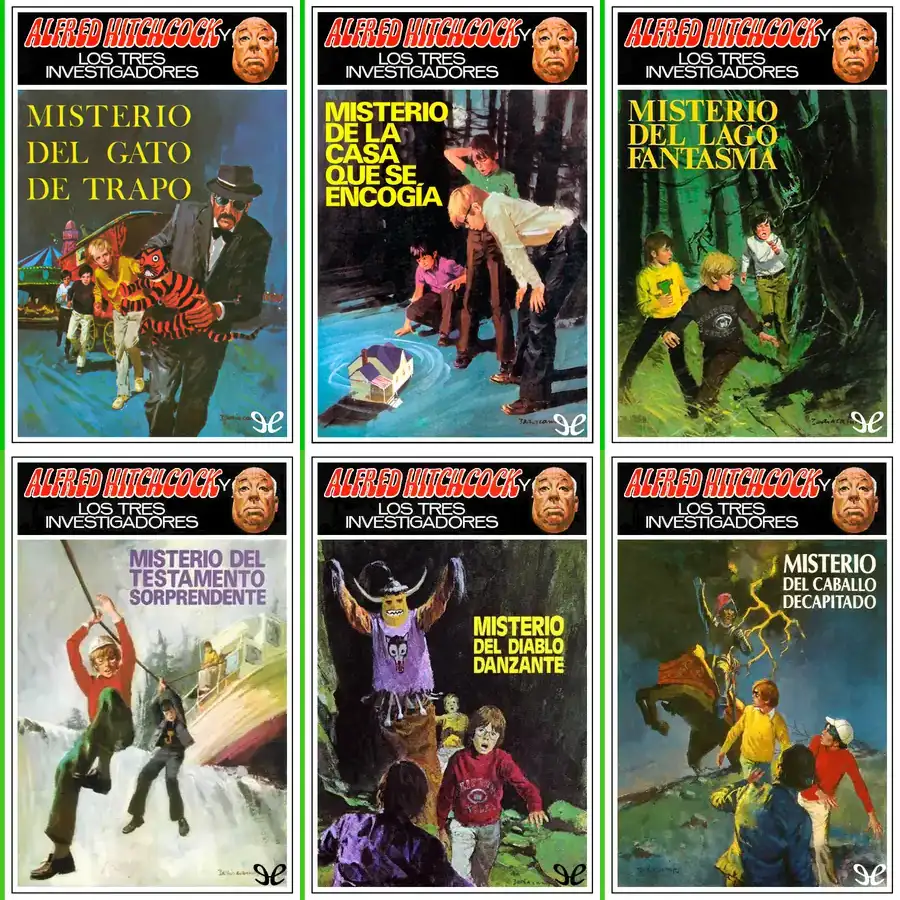 ALFRED HITCHCOCK Y
LOS TRES
INVESTIGADORES
MISTERIO
DEL GATO
DE TRAPO
ALFRED HITCHCOCK Y
LOS TRES
INVESTIGADORES
MISTERIO
DE LA
CASA
QUE SE
ENCOGÍA
ALFRED HITCHCOCK Y
LOS TRES
INVESTIGADORES
MISTERIO
DEL LAGO
FANTASMA
ALFRED HITCHCOCK Y
LOS TRES
INVESTIGADORES
MISTERIO DEL
TESTAMENTO
SORPRENDENTE
ALFRED HITCHCOCK Y
LOS TRES
INVESTIGADORES
MISTERIO
DEL DIABLO
DANZANTE
ALFRED HITCHCOCK Y
LOS TRES
INVESTIGADORES
MISTERIO
DEL CABALLO
DECAPITADO